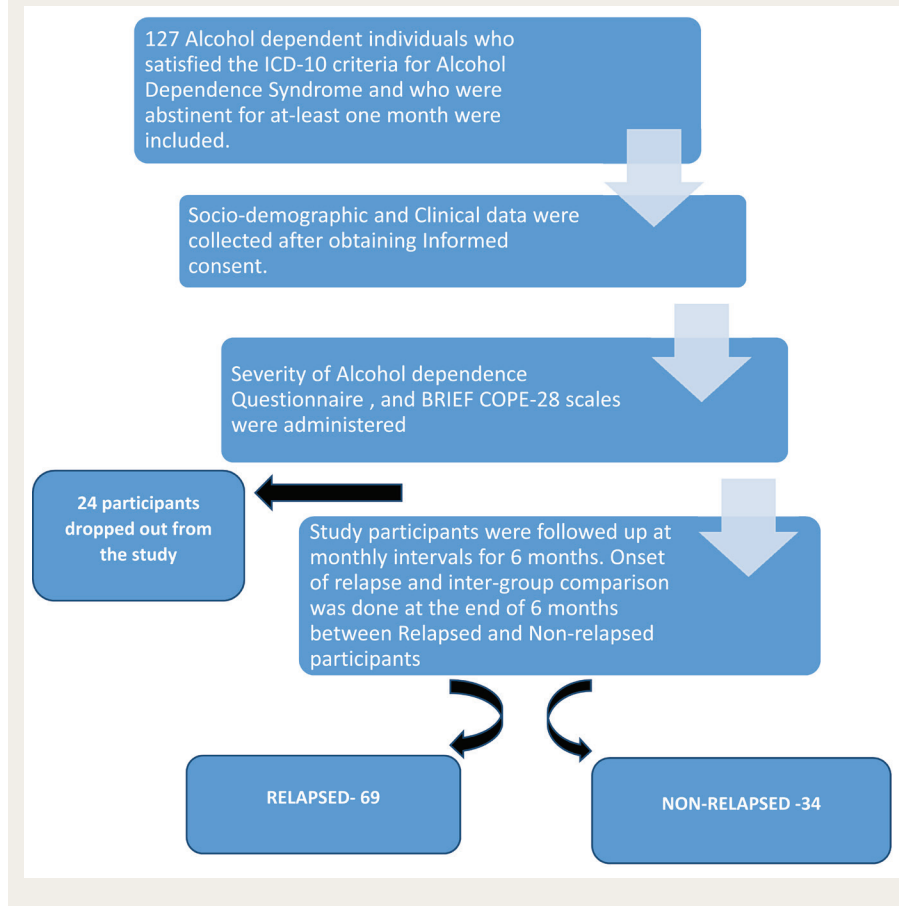 127 Alcohol dependent individuals who
satisfied the ICD-10 criteria for Alcohol
Dependence Syndrome and who were
abstinent for at-least one month were
included.
Socio-demographic and Clinical data were
collected after obtaining Informed
consent.
Severity of Alcohol dependence
Questionnaire , and BRIEF COPE-28 scales
were administered
24 participants
dropped out from
the study
Study participants were followed up at
monthly intervals for 6 months. Onset
of relapse and inter-group comparison
was done at the end of 6 months
between Relapsed and Non-relapsed
participants
RELAPSED- 69
NON-RELAPSED -34